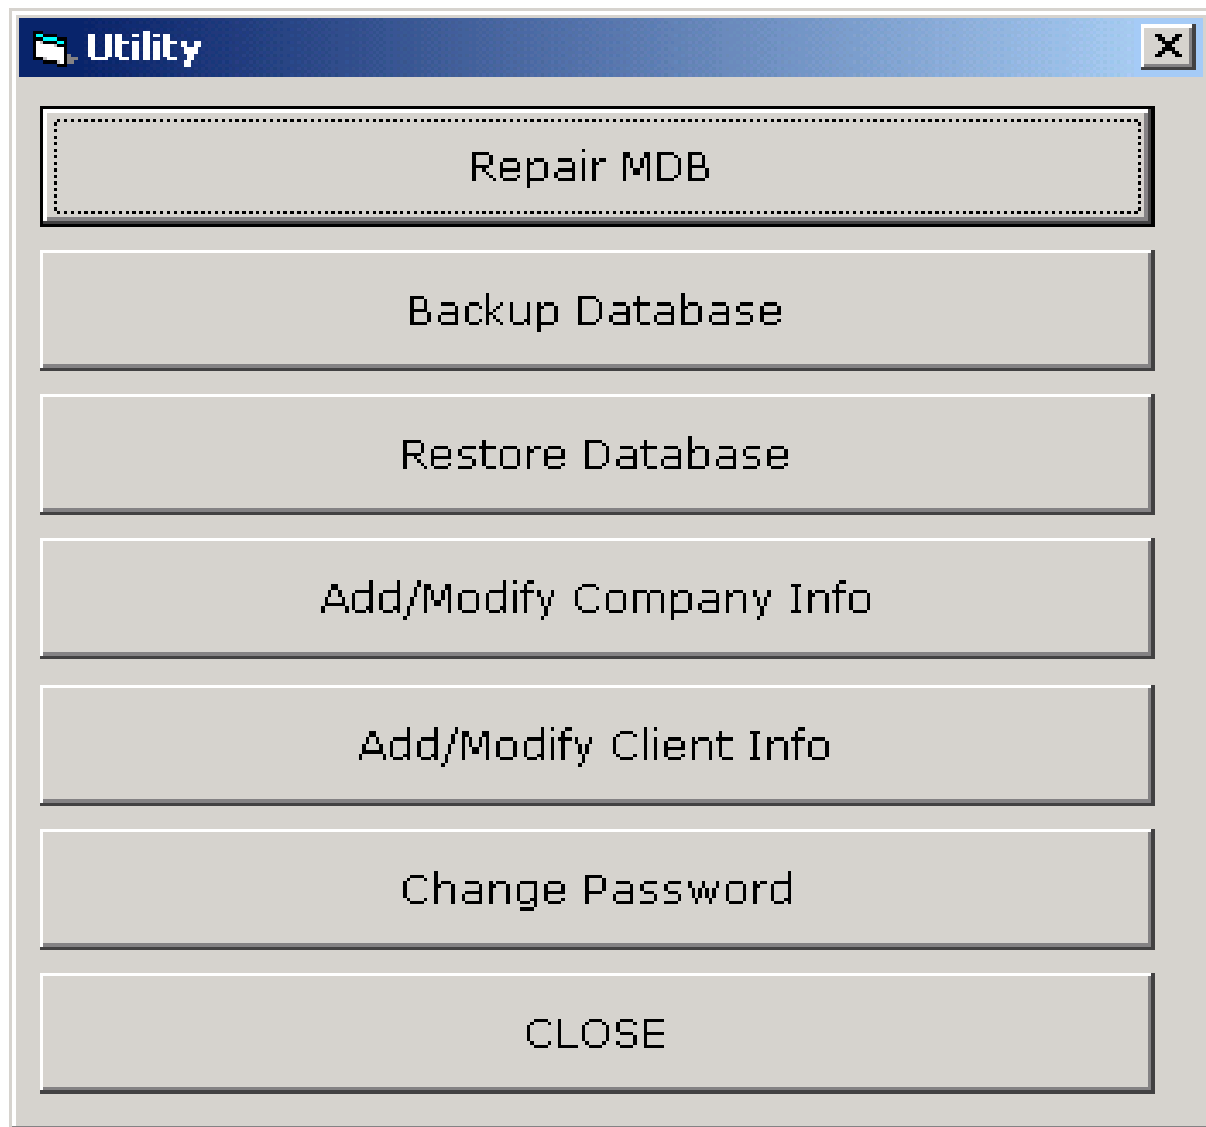 Utility
Repair MDB
Backup Database
Restore Database
Add/Modify Company Info
Add/Modify Client Info
Change Password
CLOSE